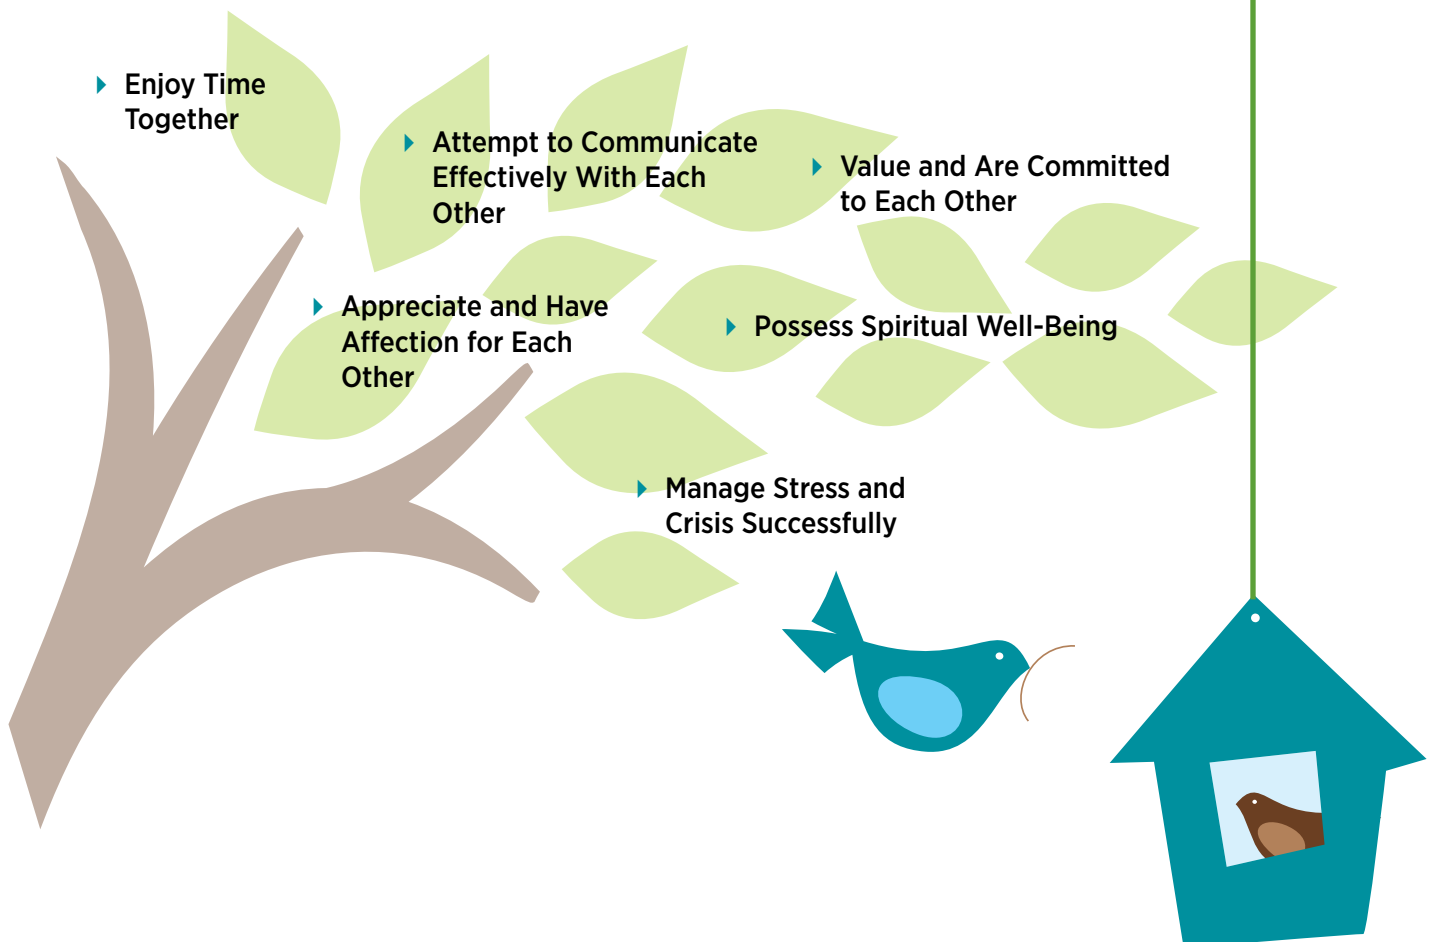 Enjoy Time
Together
Attempt to Communicate
Effectively With Each
Other
Value and Are Committed
to Each Other
Appreciate and Have
Affection for Each
Other
Possess Spiritual Well-Being
Manage Stress and
Crisis Successfully